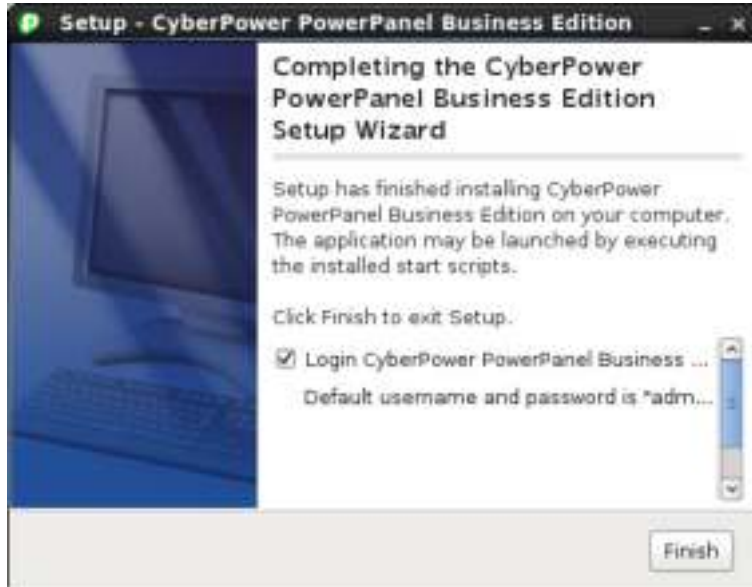 Setup - CyberPower PowerPanel Business Edition
Completing the CyberPower
PowerPanel Business Edition
Setup Wizard
Setup has finished installing CyberPower
PowerPanel Business Edition on your computer.
The application may be launched by executing
the installed start scripts.
Click Finish to exit Setup.
Login CyberPower PowerPanel Business ...
Default username and password is "adm...
Finish